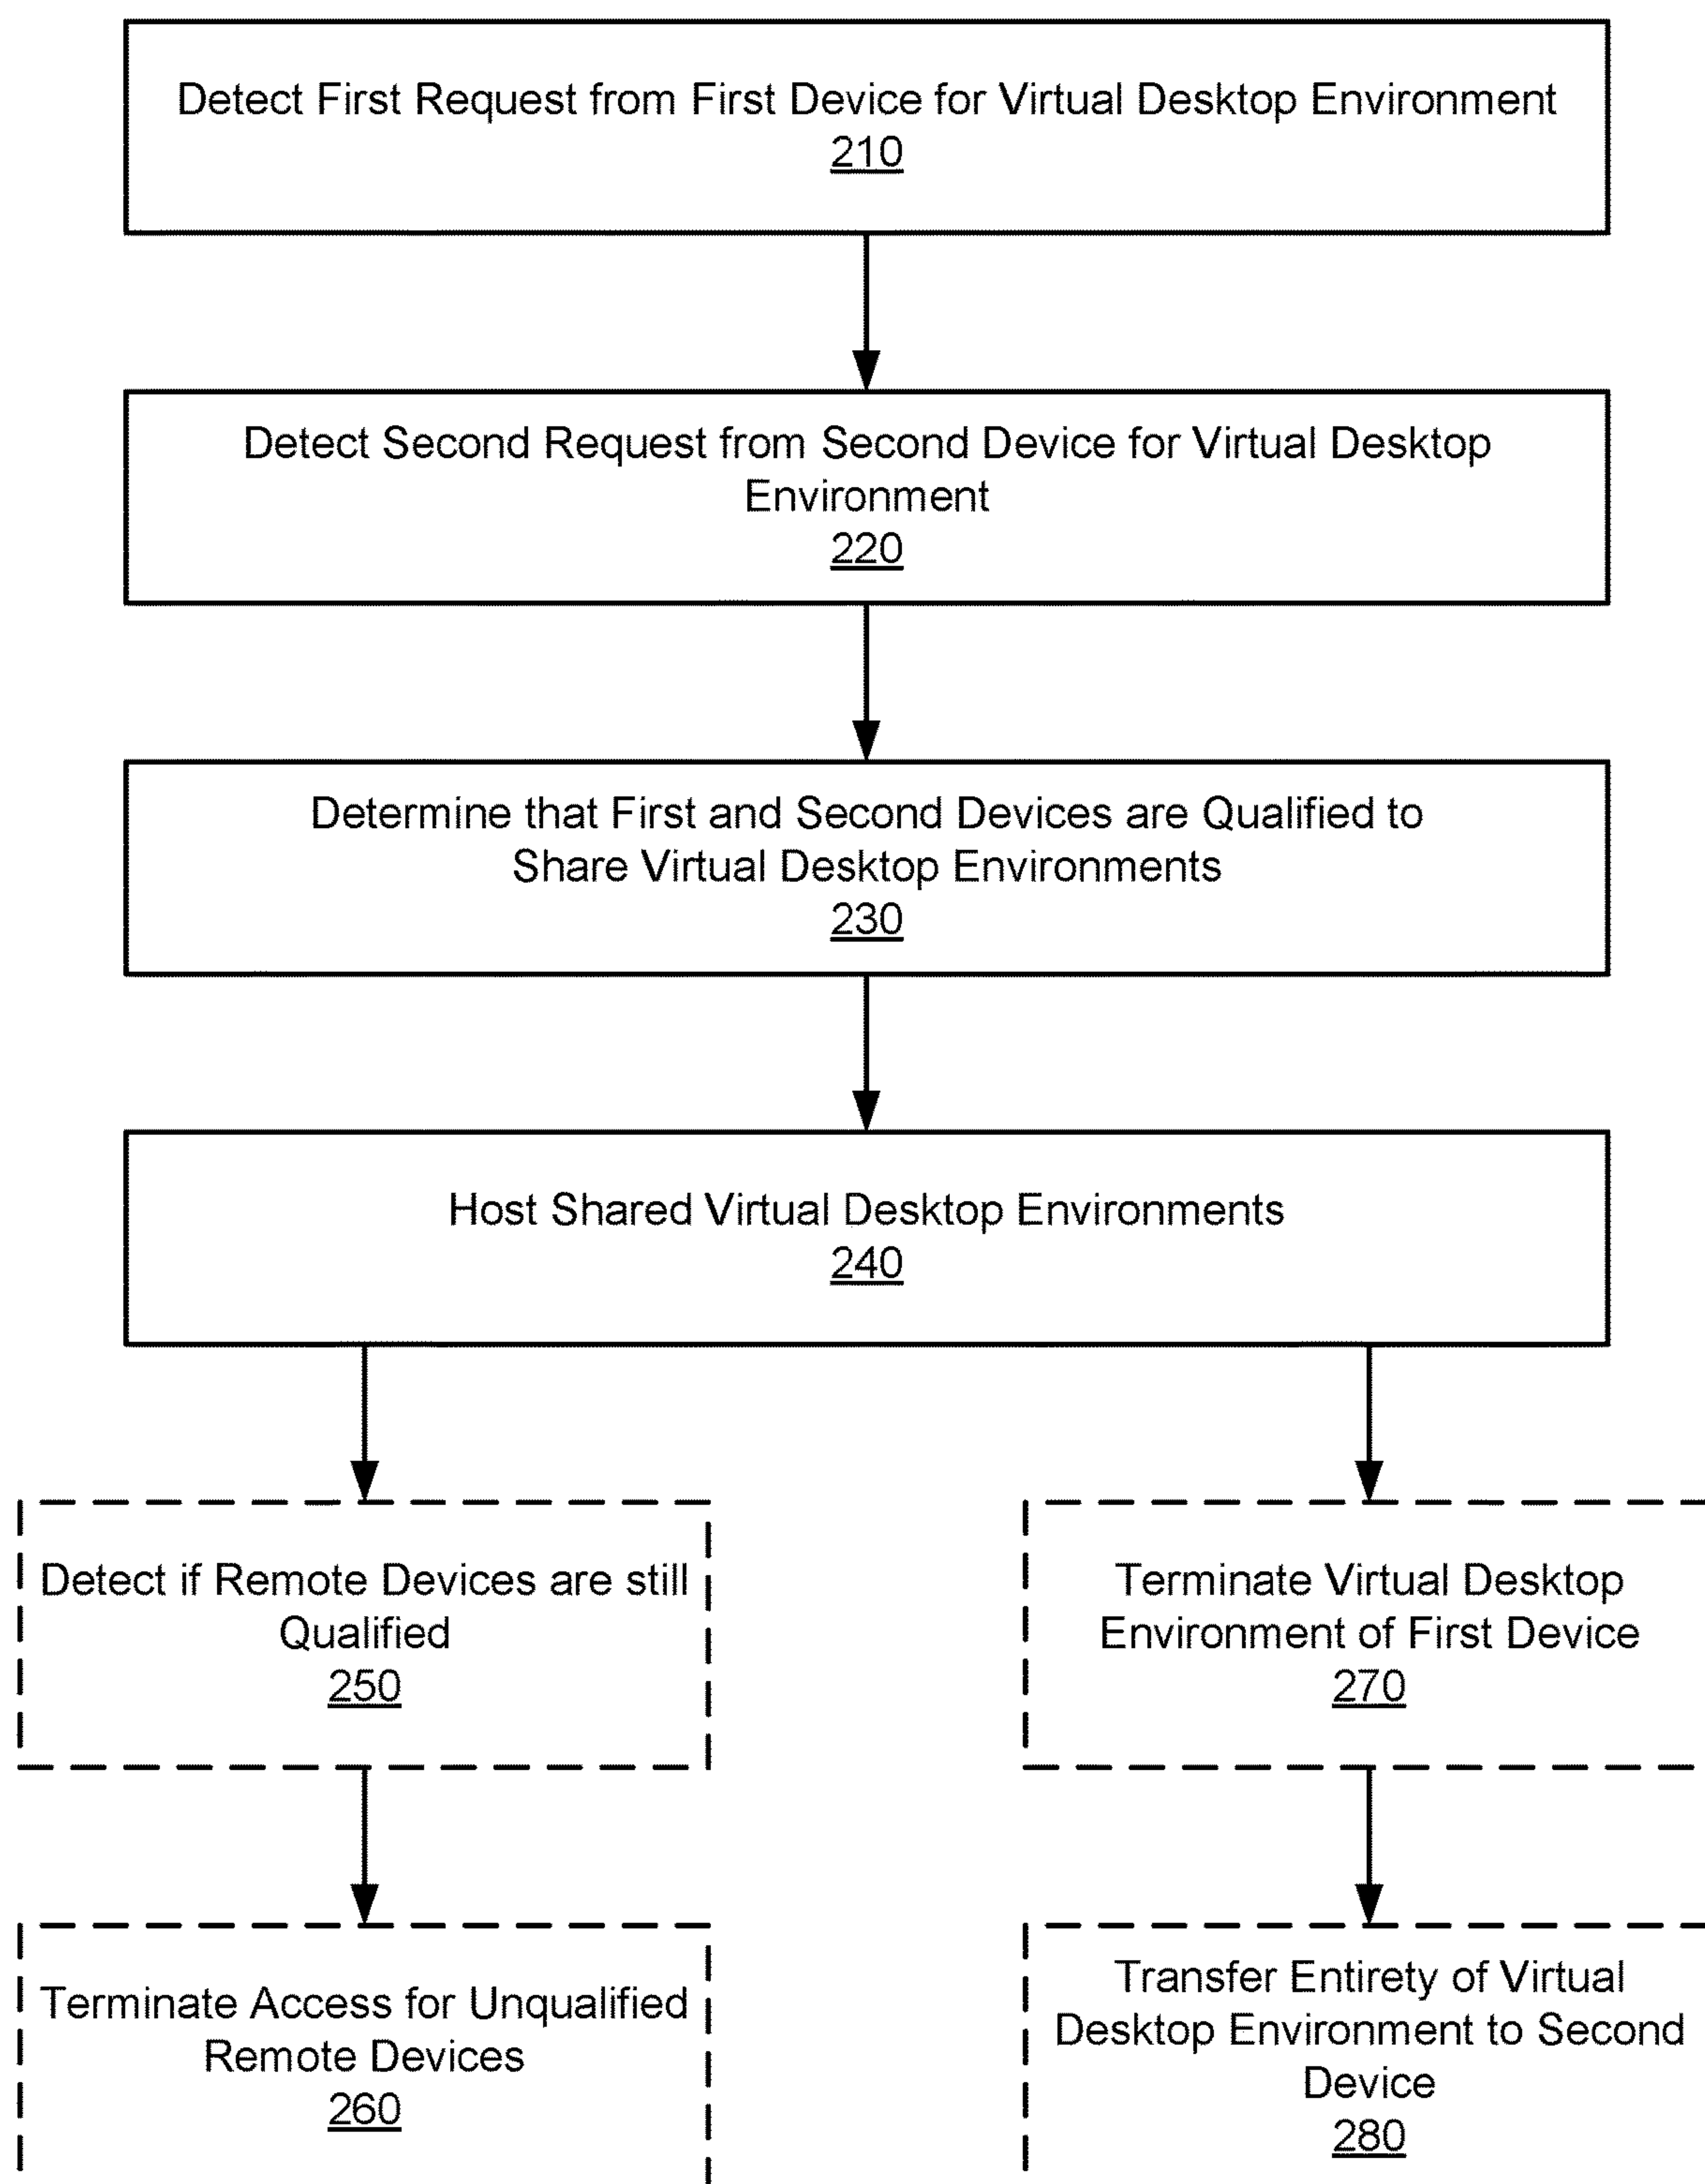 Detect First Request from First Device for Virtual Desktop Environment
210
Detect Second Request from Second Device for Virtual Desktop
Environment
220
Determine that First and Second Devices are Qualified to
Share Virtual Desktop Environments
230
Host Shared Virtual Desktop Environments
240
Detect if Remote Devices are still
Qualified
250
Terminate Access for Unqualified
Remote Devices
260
Terminate Virtual Desktop
Environment of First Device
270
Transfer Entirety of Virtual
Desktop Environment to Second
Device
280